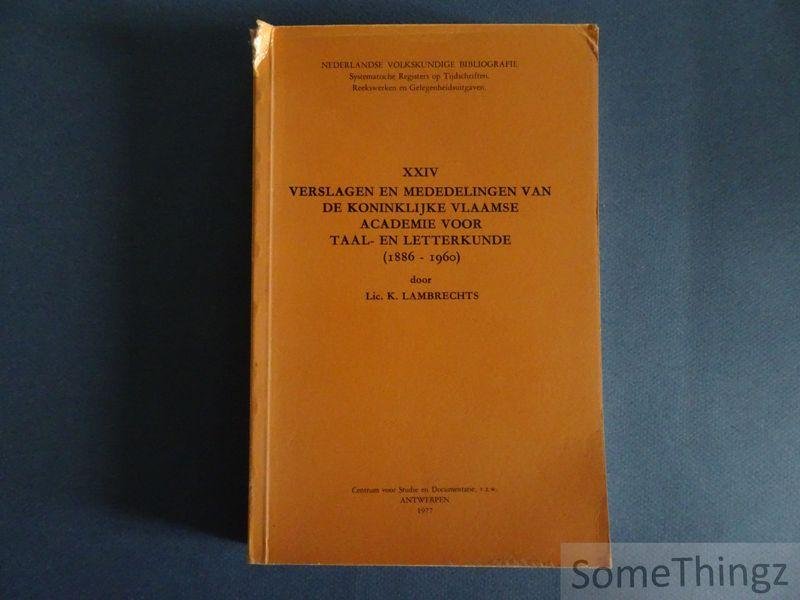 NEDERLANDSE VOLKSKUNDIGE BIBLIOGRAFIE
Systematische Registers op Tijdschriften,
Reekswerken en Gelegenheidsuitgaven.
XXIV
VERSLAGEN EN MEDEDELINGEN VAN
DE KONINKLIJKE VLAAMSE
ACADEMIE VOOR
TAAL- EN LETTERKUNDE
(1886 - 1960)
door
Lic. K. LAMBRECHTS
Centrum voor Studie en Documentatie, v.z.w.
ANTWERPEN
1977
SomeThingz